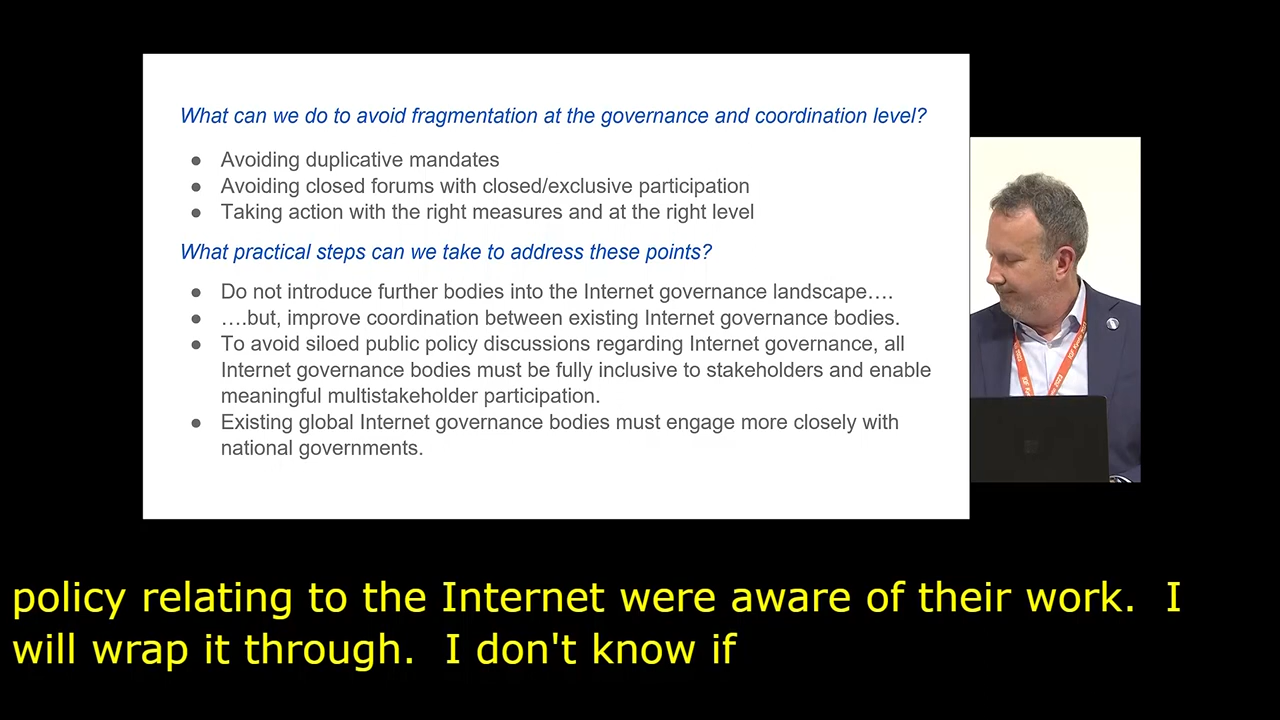 What can we do to avoid fragmentation at the governance and coordination level?
● Avoiding duplicative mandates
● Avoiding closed forums with closed/exclusive participation
● Taking action with the right measures and at the right level
What practical steps can we take to address these points?
● Do not introduce further bodies into the Internet governance landscape….
● ….but, improve coordination between existing Internet governance bodies.
● To avoid siloed public policy discussions regarding Internet governance, all
Internet governance bodies must be fully inclusive to stakeholders and enable
meaningful multistakeholder participation.
● Existing global Internet governance bodies must engage more closely with
national governments.
policy relating to the Internet were aware of their work.  I
will wrap it through.  I don't know if